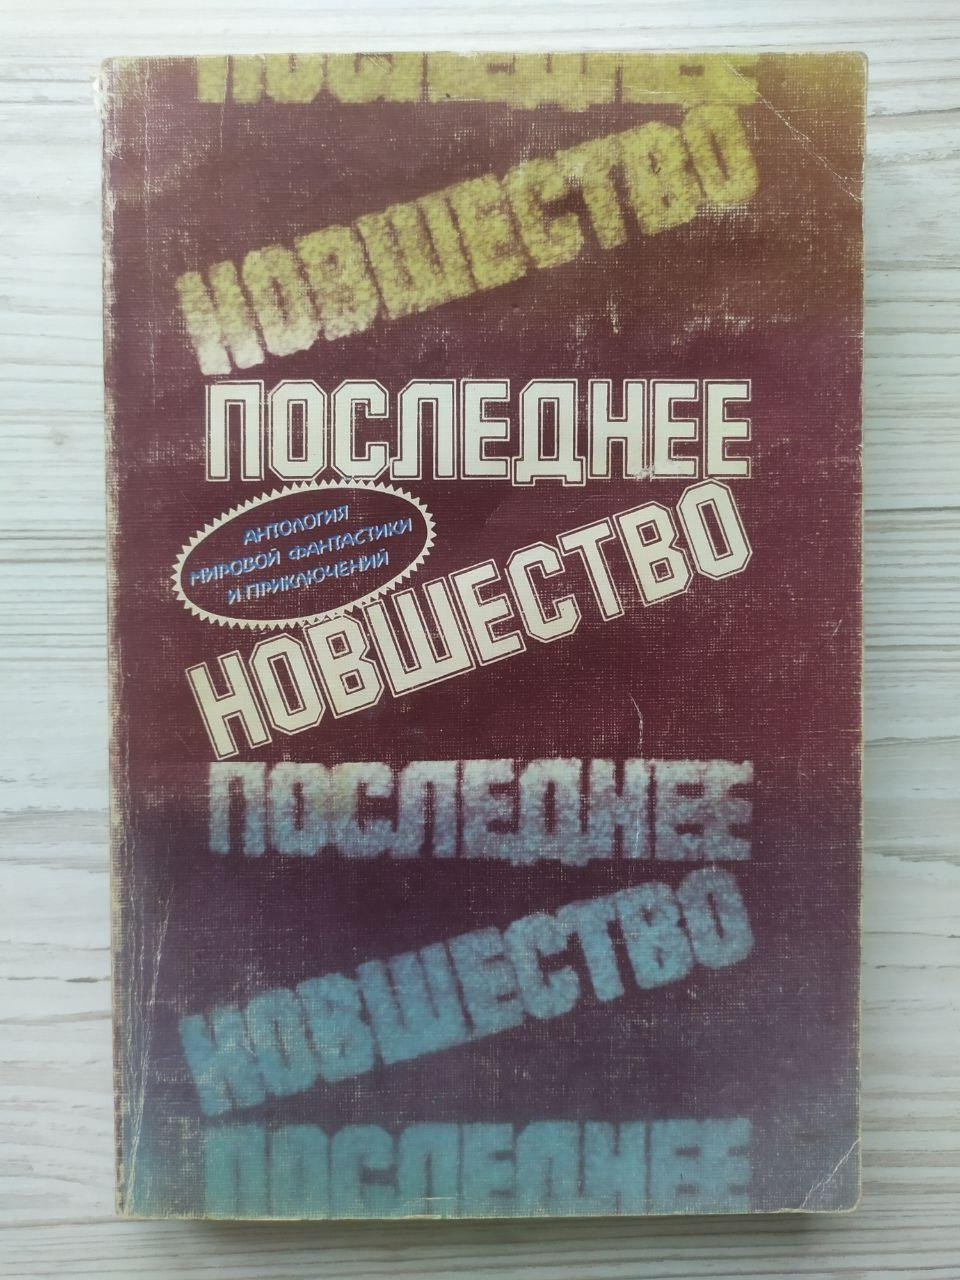 ПОСЛЕДНЕЕ
НОВШЕСТВО
ПОСЛЕДНЕЕ
АНТОЛОГИЯ
МИРОВОЙ ФАНТАСТИКИ
И ПРИКЛЮЧЕНИЙ
НОВШЕСТВО
ПОСЛЕДНЕЕ
НОВШЕСТВО
ПОСЛЕДНЕЕ